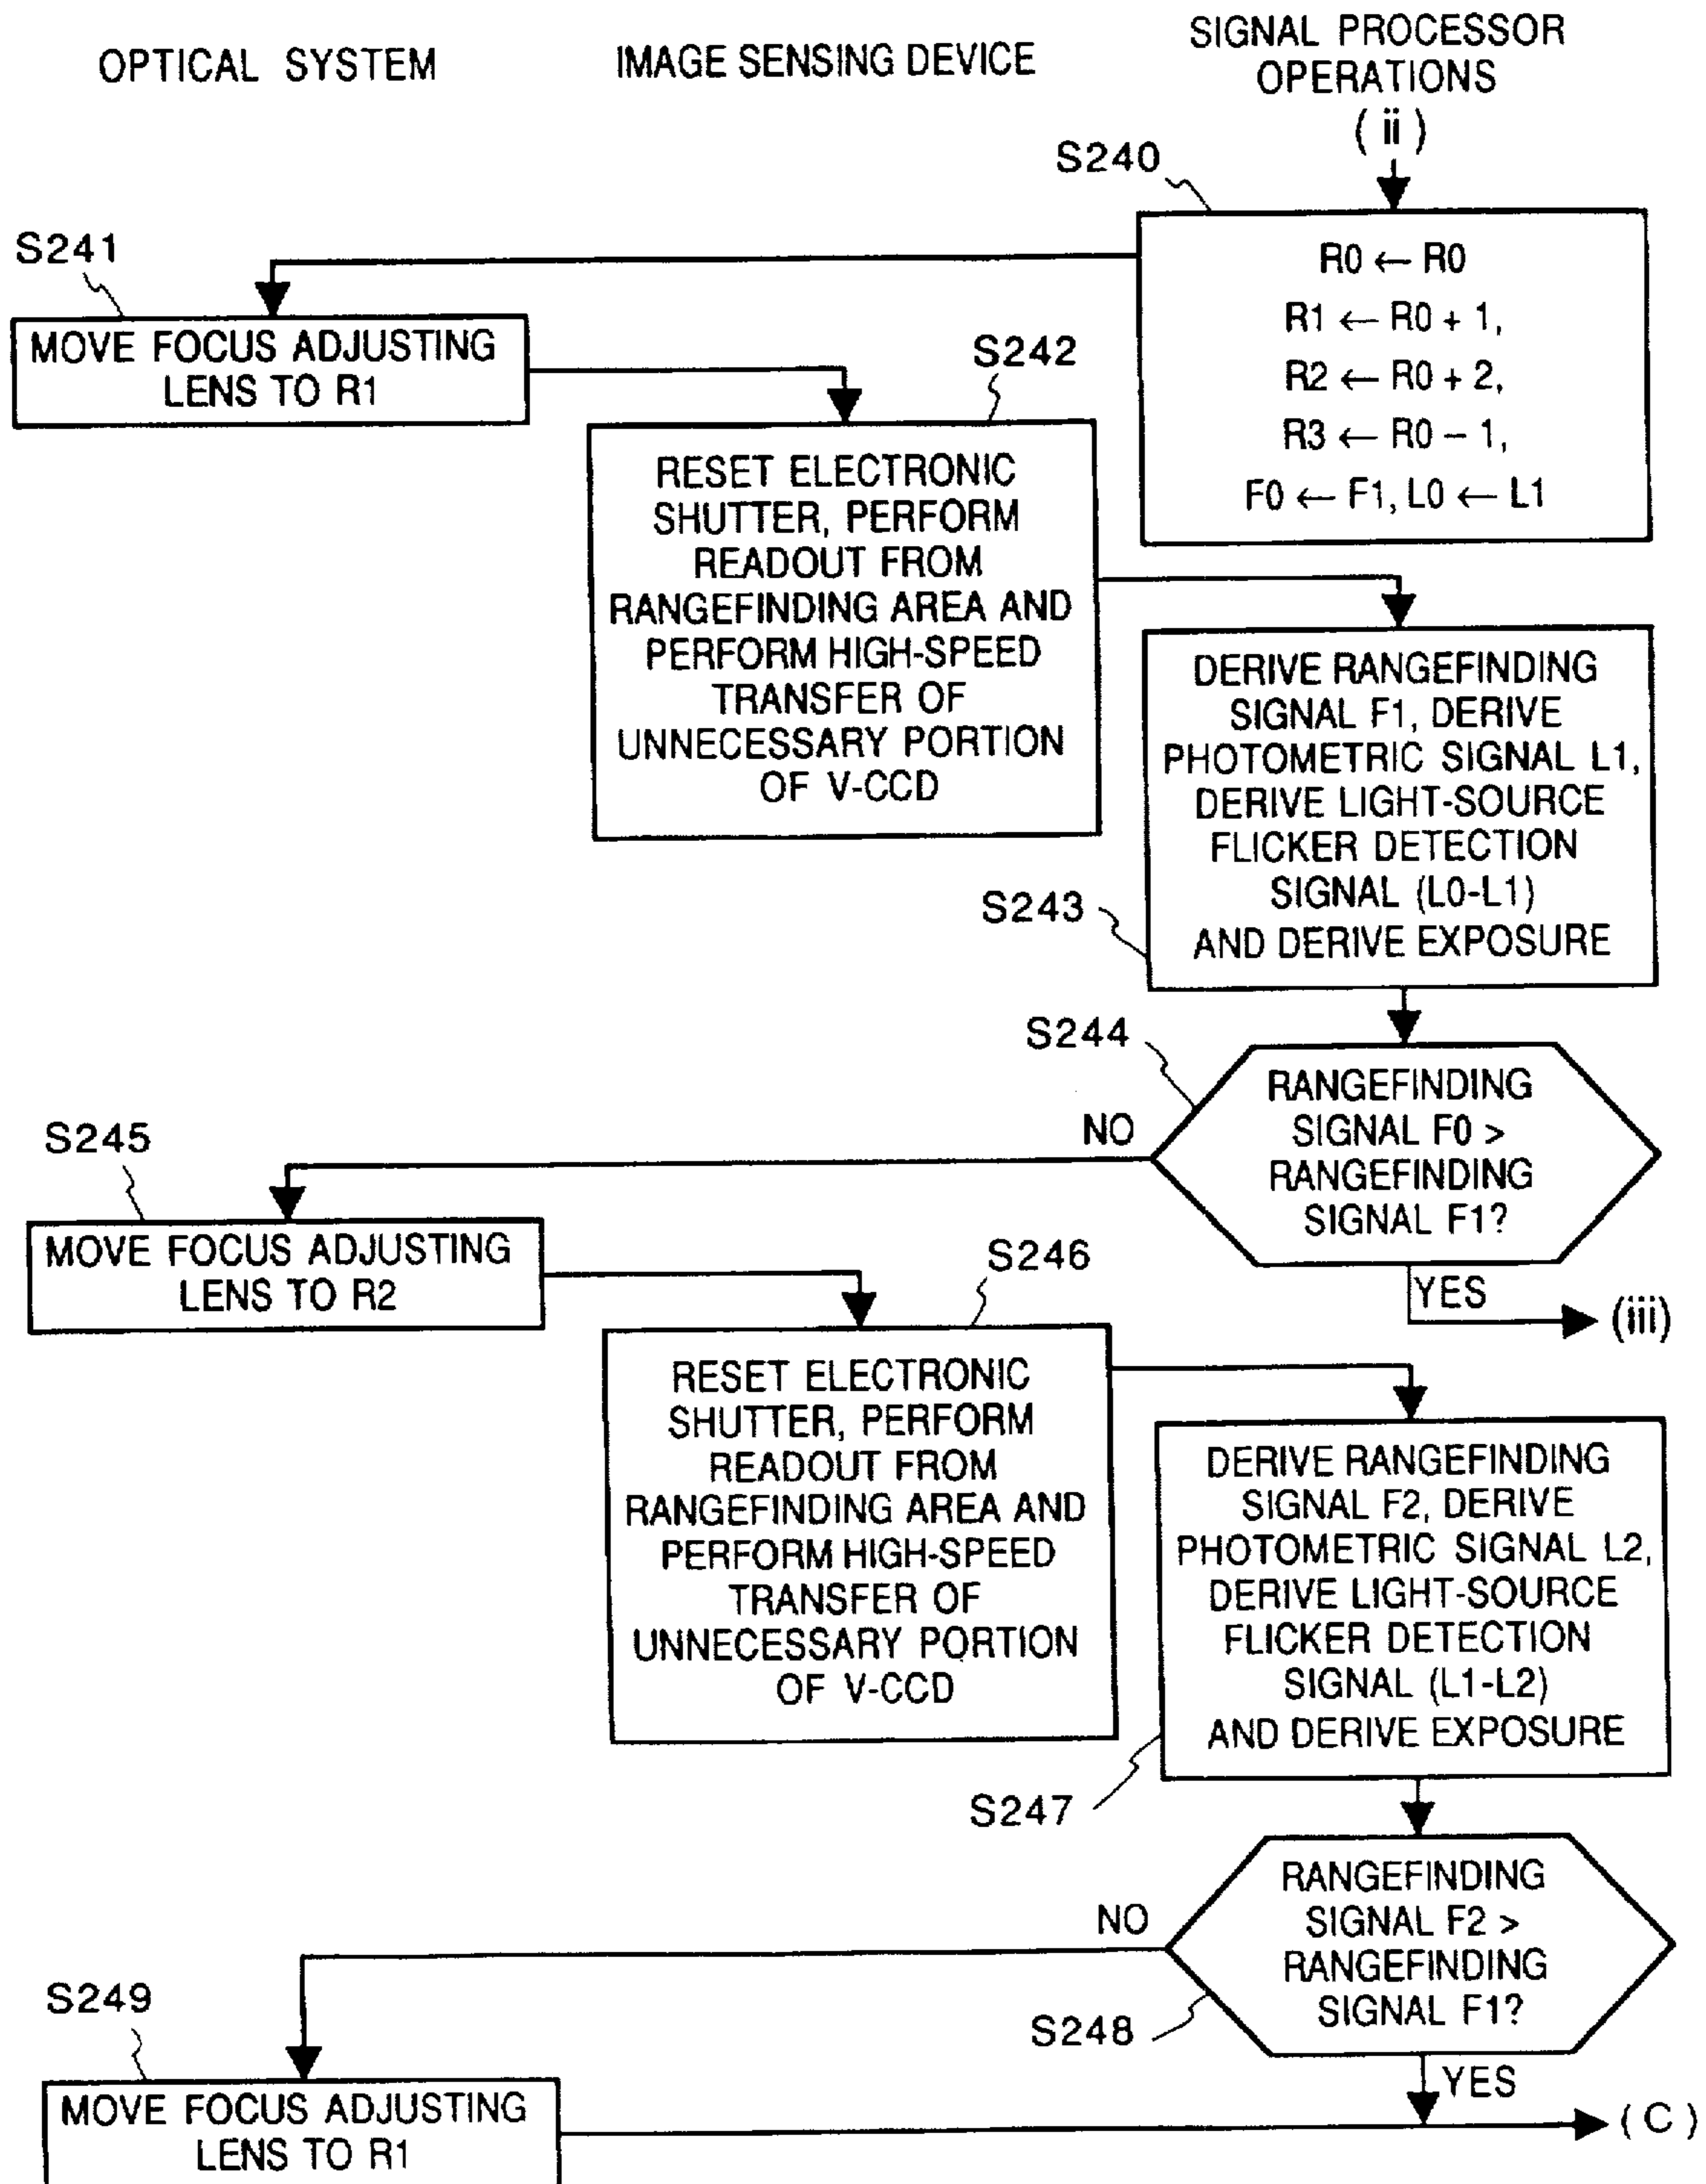 OPTICAL SYSTEM
IMAGE SENSING DEVICE
SIGNAL PROCESSOR
OPERATIONS
(ii)
S240
R0 ← R0
R1 ← R0 + 1,
R2 ← R0 + 2,
R3 ← R0 − 1,
F0 ← F1, L0 ← L1
S241
MOVE FOCUS ADJUSTING
LENS TO R1
S242
RESET ELECTRONIC
SHUTTER, PERFORM
READOUT FROM
RANGEFINDING AREA AND
PERFORM HIGH-SPEED
TRANSFER OF
UNNECESSARY PORTION
OF V-CCD
DERIVE RANGEFINDING
SIGNAL F1, DERIVE
PHOTOMETRIC SIGNAL L1,
DERIVE LIGHT-SOURCE
FLICKER DETECTION
SIGNAL (L0-L1)
AND DERIVE EXPOSURE
S243
S244
RANGEFINDING
SIGNAL F0 >
RANGEFINDING
SIGNAL F1?
NO
YES
(iii)
S245
MOVE FOCUS ADJUSTING
LENS TO R2
S246
RESET ELECTRONIC
SHUTTER, PERFORM
READOUT FROM
RANGEFINDING AREA AND
PERFORM HIGH-SPEED
TRANSFER OF
UNNECESSARY PORTION
OF V-CCD
DERIVE RANGEFINDING
SIGNAL F2, DERIVE
PHOTOMETRIC SIGNAL L2,
DERIVE LIGHT-SOURCE
FLICKER DETECTION
SIGNAL (L1-L2)
AND DERIVE EXPOSURE
S247
RANGEFINDING
SIGNAL F2 >
RANGEFINDING
SIGNAL F1?
NO
S248
YES
(C)
S249
MOVE FOCUS ADJUSTING
LENS TO R1